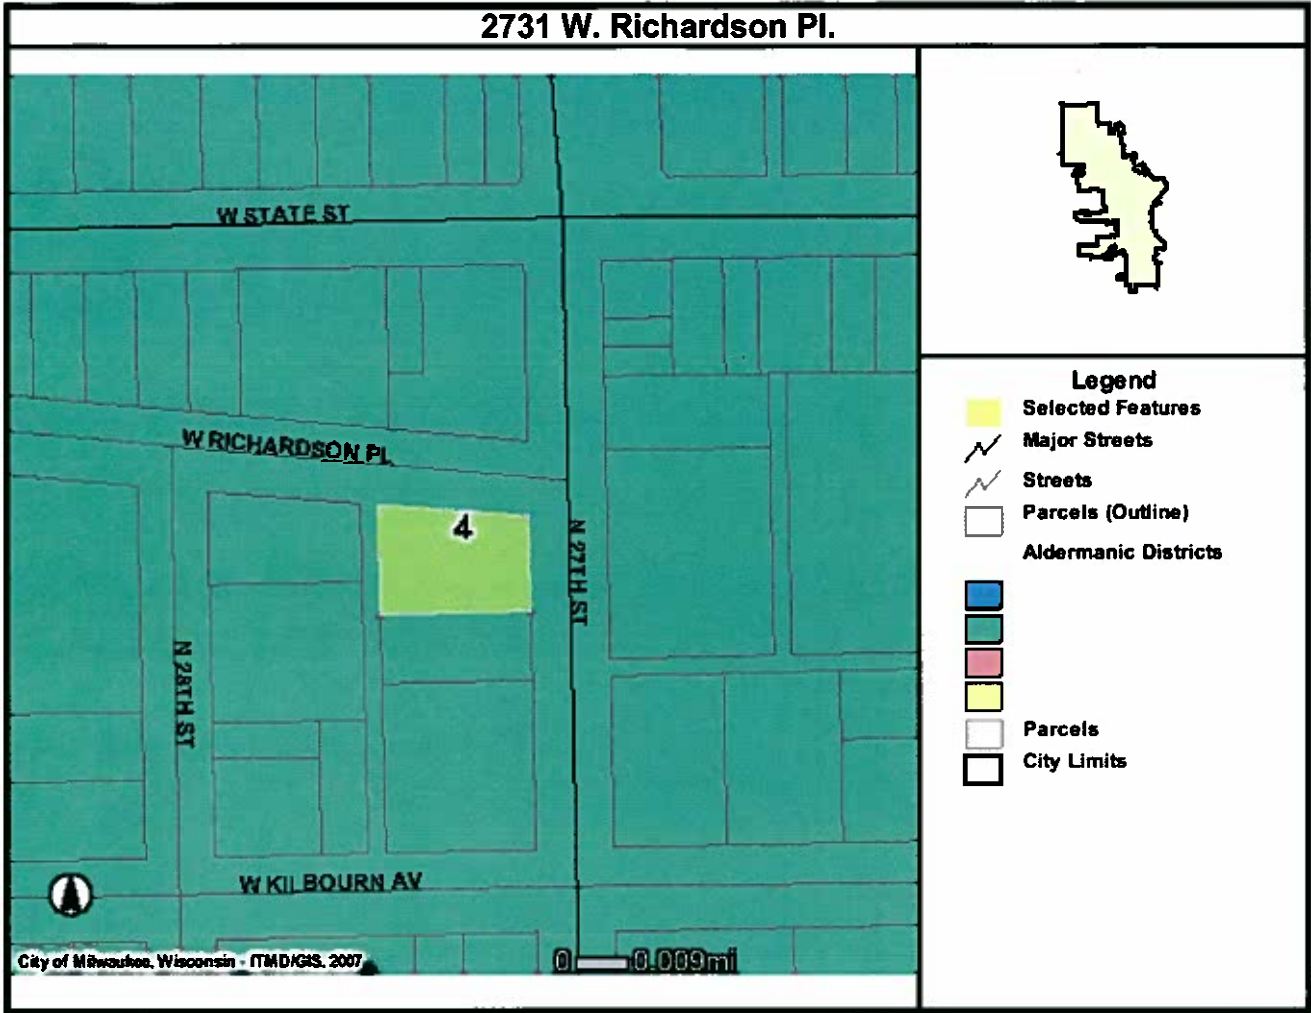 2731 W. Richardson Pl.
W STATE ST
W RICHARDSON PL
4
N 27TH ST
N 28TH ST
W KILBOURN AV
City of Milwaukee, Wisconsin - ITMD/GIS, 2007
0 0.009mi
Legend
Selected Features
Major Streets
Streets
Parcels (Outline)
Aldermanic Districts
Parcels
City Limits